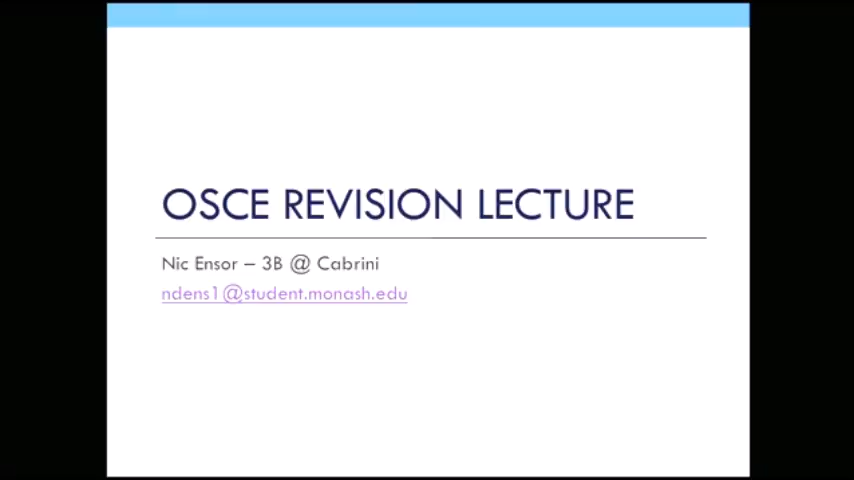 OSCE REVISION LECTURE
Nic Ensor – 3B @ Cabrini
ndens1@student.monash.edu